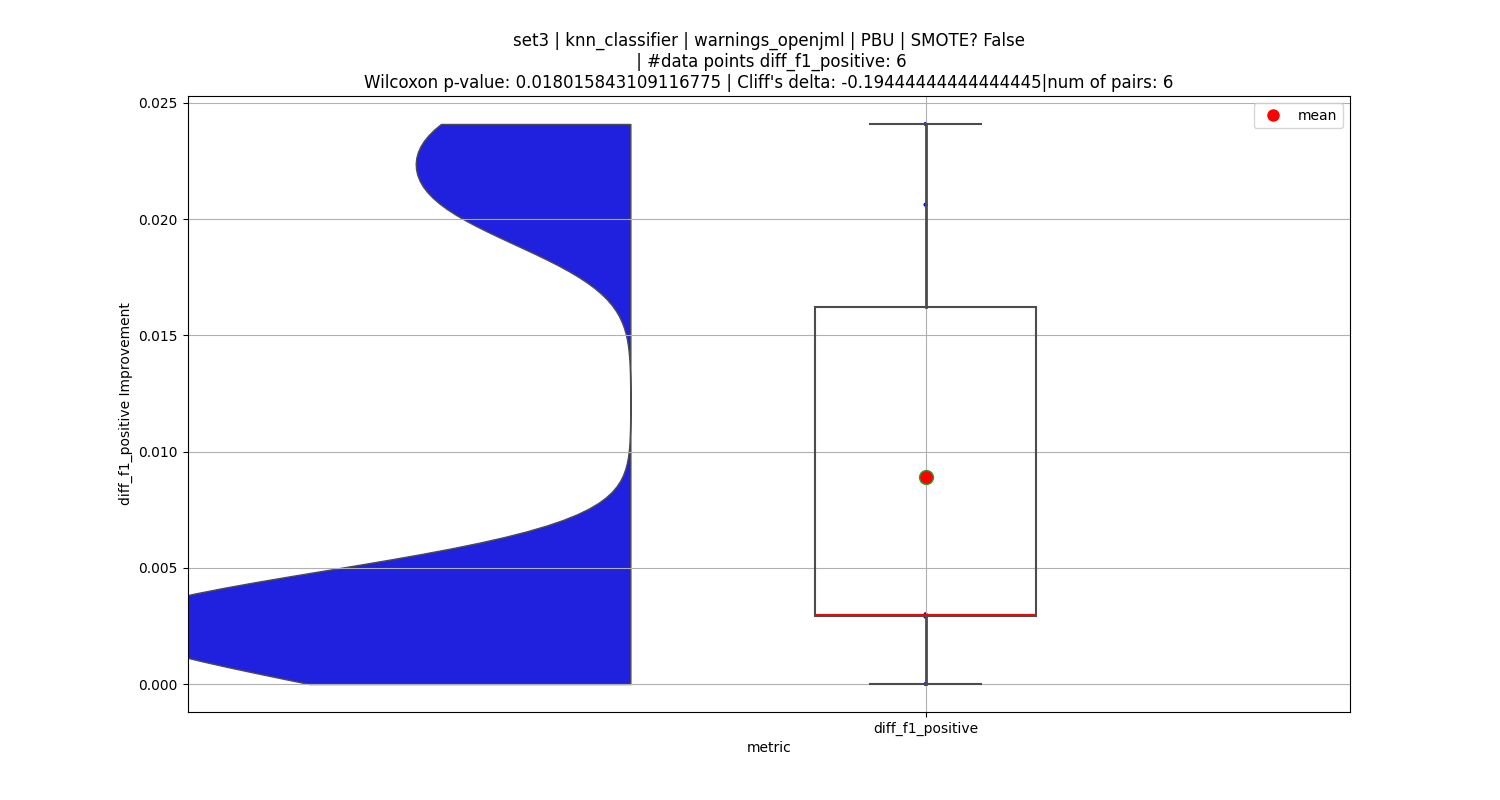 set3 | knn_classifier | warnings_openjml | PBU | SMOTE? False
| #data points diff_f1_positive: 6
Wilcoxon p-value: 0.018015843109116775 | Cliff's delta: -0.19444444444444445|num of pairs: 6
mean
0.025
0.020
0.015
0.010
0.005
0.000
diff_f1_positive Improvement
diff_f1_positive
metric